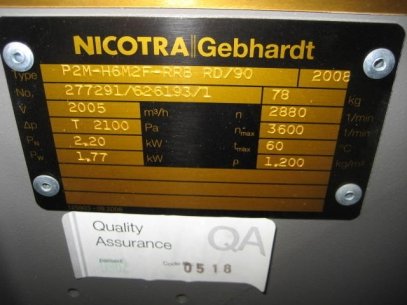 NICOTRA Gebhardt
Type P2M-H6M2F-RRB RD/90 2008
No. 277291/626193/1 78 kg
V̇ 2005 m³/h n 2880 1/min
Δp T 2100 Pa nmax 3600 1/min
PN 2,20 kW tmax 60 °C
PW 1.77 kW ρ 1,200 kg/m³
Quality QA
Assurance
Code 0518